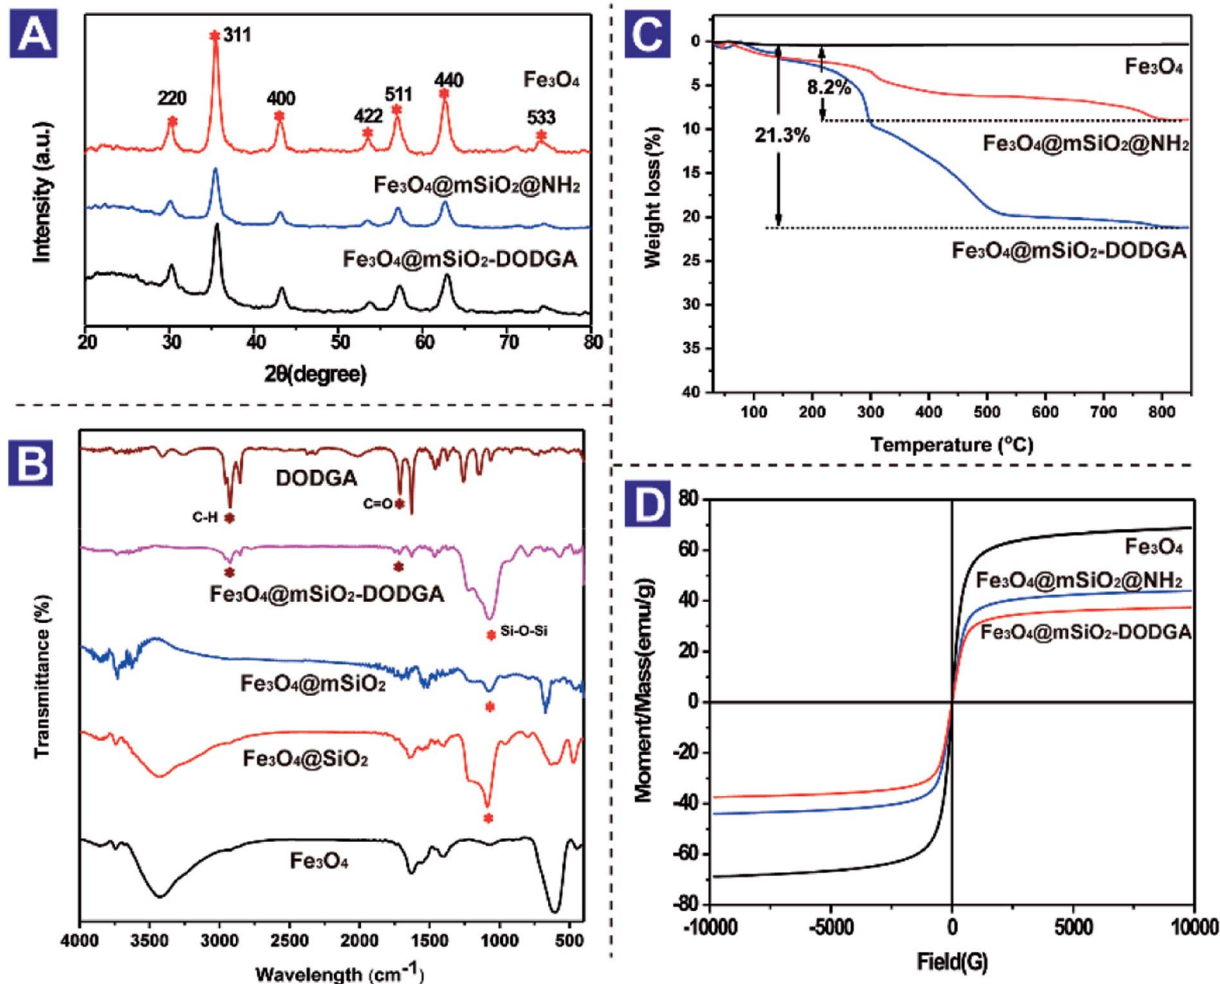 A
311
Fe₃O₄
220
400
422
511
440
533
Fe₃O₄@mSiO₂@NH₂
Fe₃O₄@mSiO₂-DODGA
Intensity (a.u.)
20 30 40 50 60 70 80
2θ(degree)
B
DODGA
C-H
C=O
Fe₃O₄@mSiO₂-DODGA
Si-O-Si
Fe₃O₄@mSiO₂
Fe₃O₄@SiO₂
Fe₃O₄
Transmittance (%)
4000 3500 3000 2500 2000 1500 1000 500
Wavelength (cm⁻¹)
C
0
5
10
15
20
25
30
35
40
Weight loss(%)
8.2%
21.3%
Fe₃O₄
Fe₃O₄@mSiO₂@NH₂
Fe₃O₄@mSiO₂-DODGA
100 200 300 400 500 600 700 800
Temperature (ºC)
D
80
60
40
20
0
-20
-40
-60
-80
Moment/Mass(emu/g)
Fe₃O₄
Fe₃O₄@mSiO₂@NH₂
Fe₃O₄@mSiO₂-DODGA
-10000 -5000 0 5000 10000
Field(G)